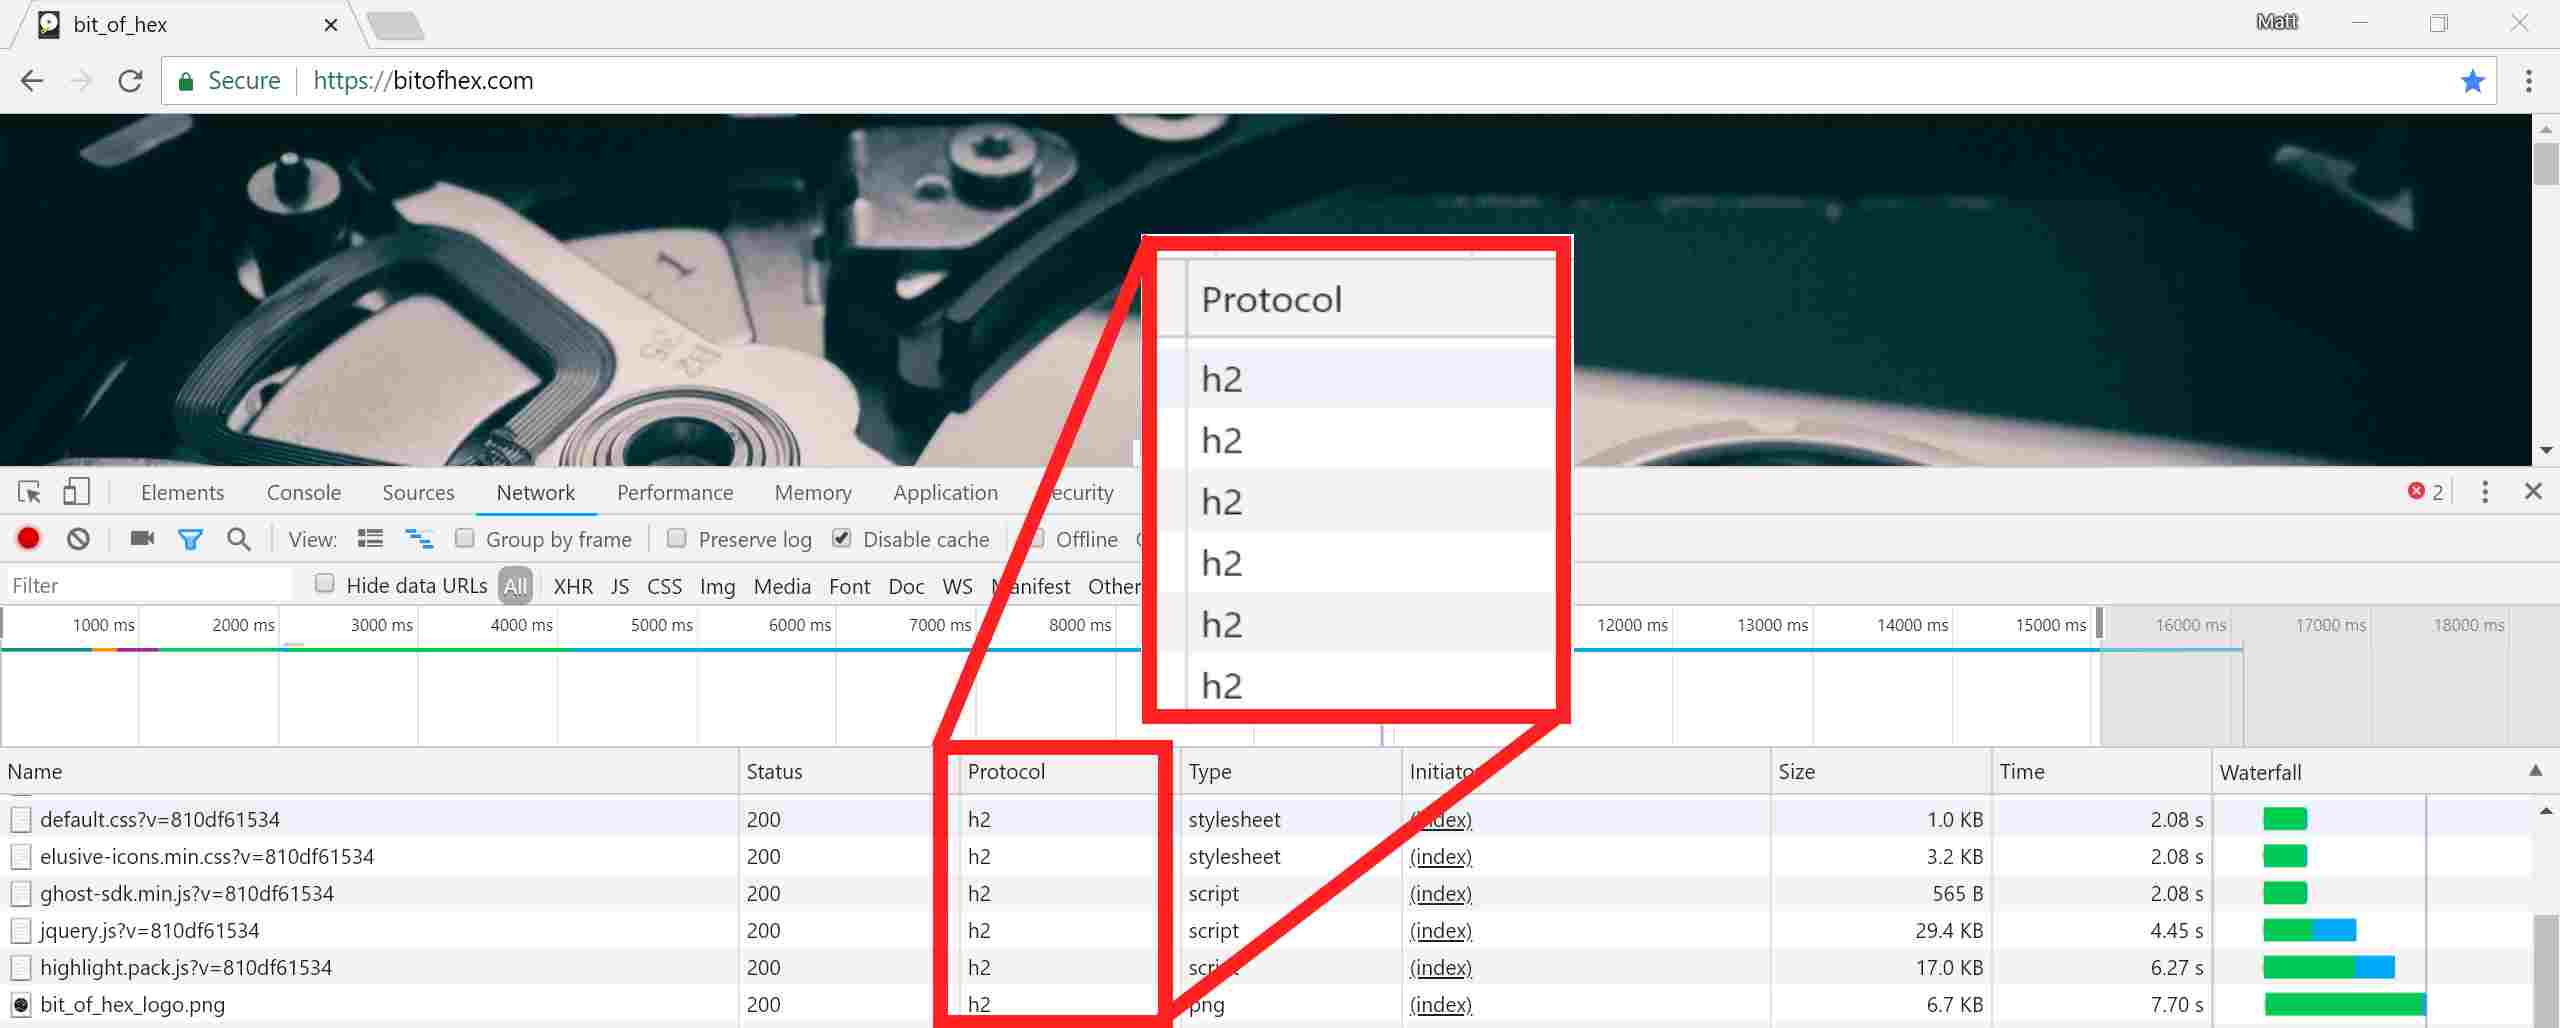 bit_of_hex
Matt
Secure https://bitofhex.com
1
Protocol
h2
h2
h2
h2
h2
h2
Elements Console Sources Network Performance Memory Application ecurity 2
View: Group by frame Preserve log Disable cache Offline
Filter Hide data URLs All XHR JS CSS Img Media Font Doc WS Manifest Other
1000 ms 2000 ms 3000 ms 4000 ms 5000 ms 6000 ms 7000 ms 8000 ms 12000 ms 13000 ms 14000 ms 15000 ms 16000 ms 17000 ms 18000 ms
Name Status Protocol Type Initiator Size Time Waterfall
default.css?v=810df61534 200 h2 stylesheet (index) 1.0 KB 2.08 s
elusive-icons.min.css?v=810df61534 200 h2 stylesheet (index) 3.2 KB 2.08 s
ghost-sdk.min.js?v=810df61534 200 h2 script (index) 565 B 2.08 s
jquery.js?v=810df61534 200 h2 script (index) 29.4 KB 4.45 s
highlight.pack.js?v=810df61534 200 h2 script (index) 17.0 KB 6.27 s
bit_of_hex_logo.png 200 h2 png (index) 6.7 KB 7.70 s